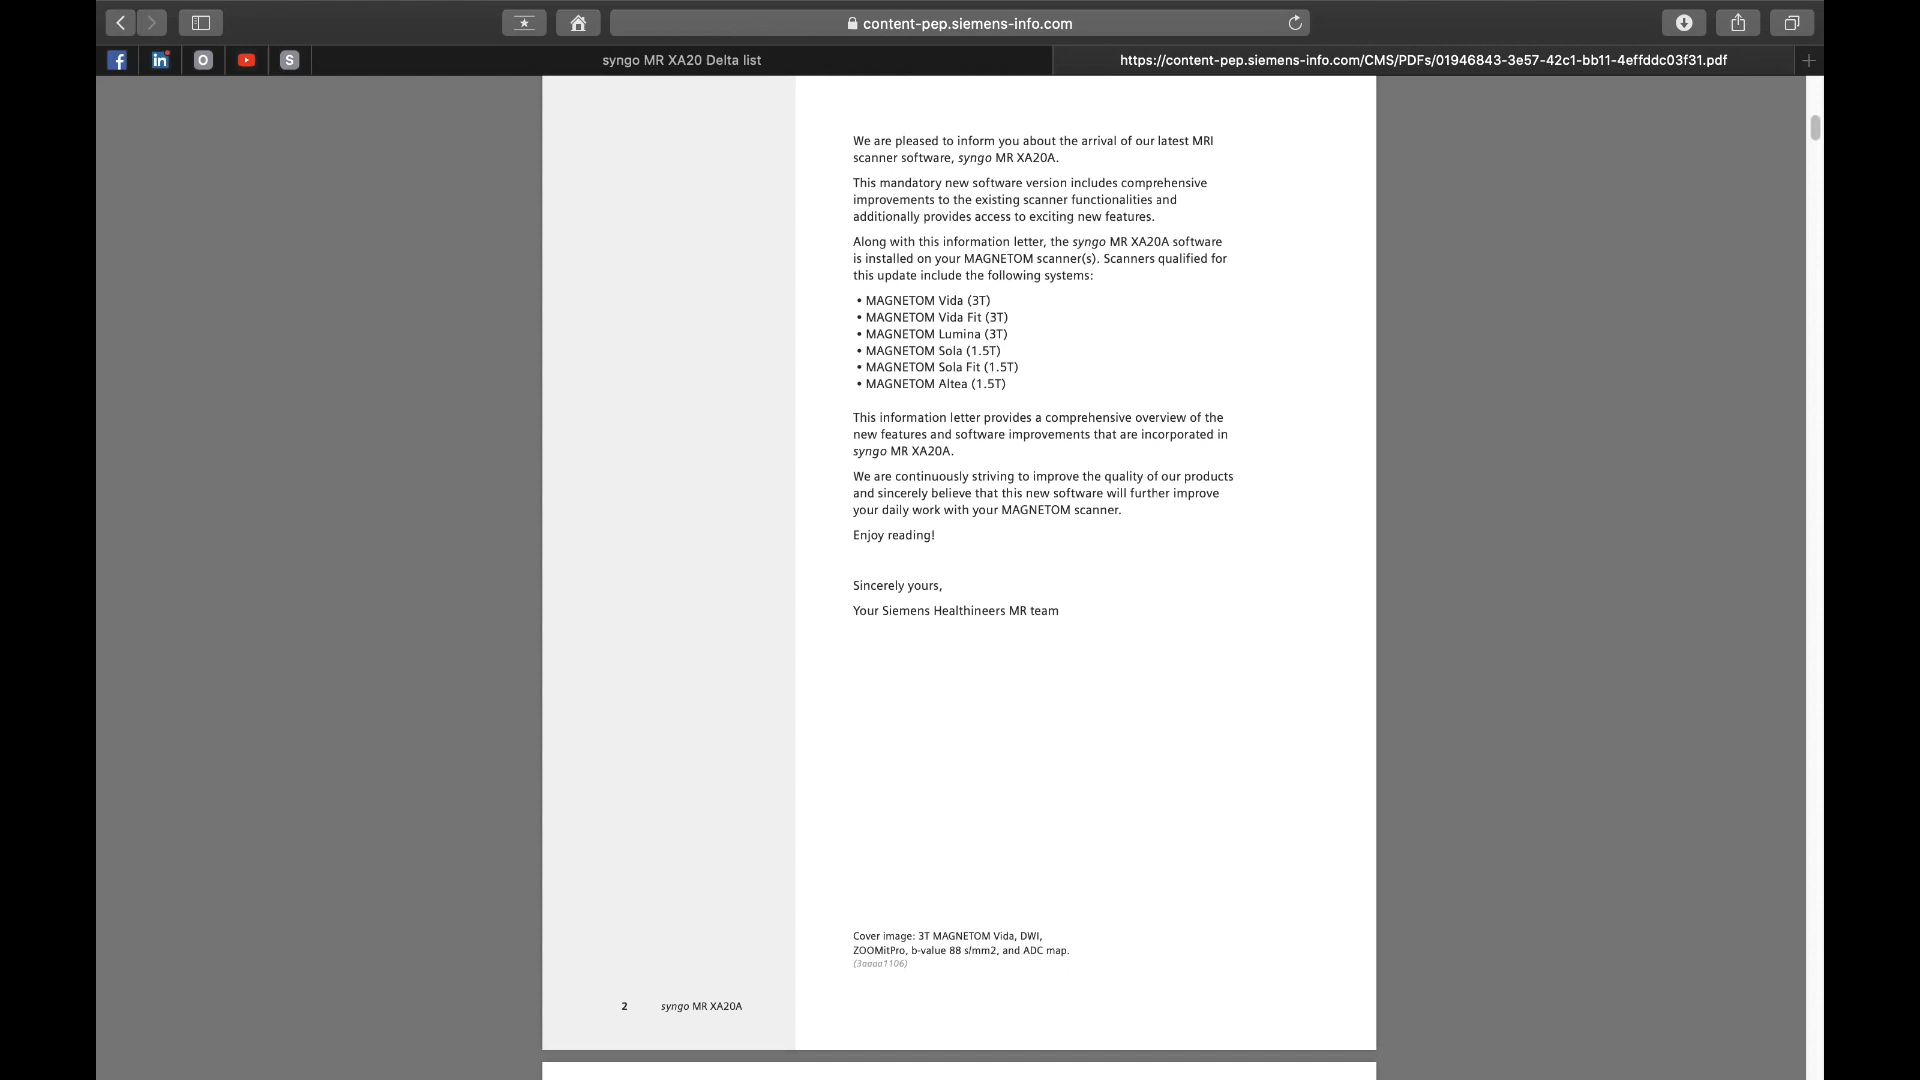 content-pep.siemens-info.com
syngo MR XA20 Delta list
https://content-pep.siemens-info.com/CMS/PDFs/01946843-3e57-42c1-bb11-4effddc03f31.pdf
f
in
O
S
We are pleased to inform you about the arrival of our latest MRI
scanner software, syngo MR XA20A.
This mandatory new software version includes comprehensive
improvements to the existing scanner functionalities and
additionally provides access to exciting new features.
Along with this information letter, the syngo MR XA20A software
is installed on your MAGNETOM scanner(s). Scanners qualified for
this update include the following systems:
• MAGNETOM Vida (3T)
• MAGNETOM Vida Fit (3T)
• MAGNETOM Lumina (3T)
• MAGNETOM Sola (1.5T)
• MAGNETOM Sola Fit (1.5T)
• MAGNETOM Altea (1.5T)
This information letter provides a comprehensive overview of the
new features and software improvements that are incorporated in
syngo MR XA20A.
We are continuously striving to improve the quality of our products
and sincerely believe that this new software will further improve
your daily work with your MAGNETOM scanner.
Enjoy reading!
Sincerely yours,
Your Siemens Healthineers MR team
Cover image: 3T MAGNETOM Vida, DWI,
ZOOMitPro, b-value 88 s/mm2, and ADC map.
(3aaaa1106)
2 syngo MR XA20A